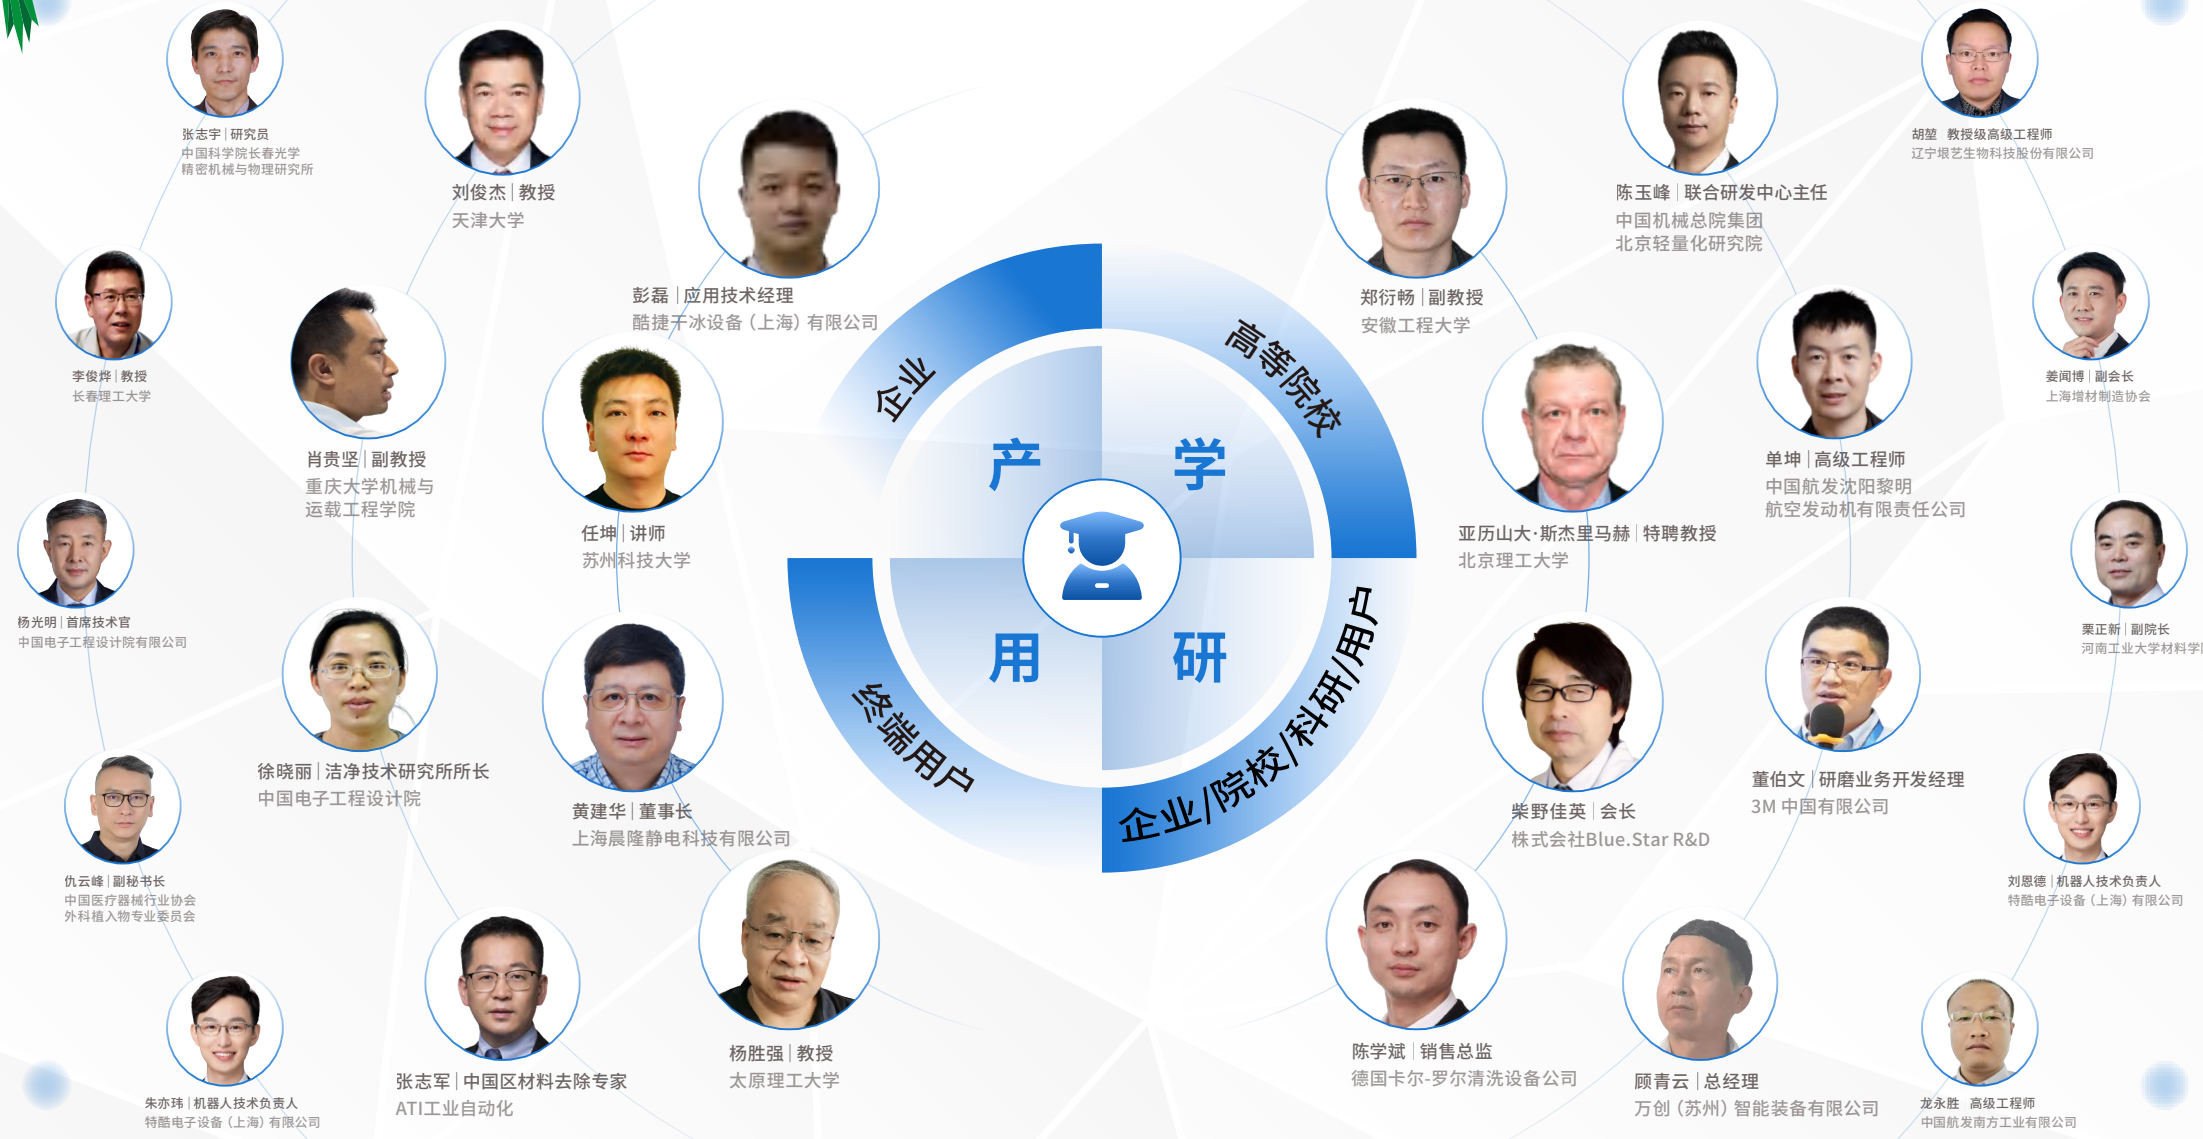 张志宇 | 研究员
中国科学院长春光学
精密机械与物理研究所
刘俊杰 | 教授
天津大学
彭磊 | 应用技术经理
酷捷干冰设备（上海）有限公司
李俊烨 | 教授
长春理工大学
肖贵坚 | 副教授
重庆大学机械与
运载工程学院
任坤 | 讲师
苏州科技大学
杨光明 | 首席技术官
中国电子工程设计院有限公司
徐晓丽 | 洁净技术研究所所长
中国电子工程设计院
黄建华 | 董事长
上海晨隆静电科技有限公司
仇云峰 | 副秘书长
中国医疗器械行业协会
外科植入物专业委员会
朱亦玮 | 机器人技术负责人
特酷电子设备（上海）有限公司
张志军 | 中国区材料去除专家
ATI工业自动化
杨胜强 | 教授
太原理工大学
企业
高等院校
产
学
用
研
终端用户
企业/院校/科研/用户
郑衍畅 | 副教授
安徽工程大学
陈玉峰 | 联合研发中心主任
中国机械总院集团
北京轻量化研究院
胡堃 教授级高级工程师
辽宁垠艺生物科技股份有限公司
亚历山大·斯杰里马赫 | 特聘教授
北京理工大学
单坤 | 高级工程师
中国航发沈阳黎明
航空发动机有限责任公司
姜闻博 | 副会长
上海增材制造协会
柴野佳英 | 会长
株式会社Blue.Star R&D
董伯文 | 研磨业务开发经理
3M 中国有限公司
栗正新 | 副院长
河南工业大学材料学
刘恩德 | 机器人技术负责人
特酷电子设备（上海）有限公司
陈学斌 | 销售总监
德国卡尔-罗尔清洗设备公司
顾青云 | 总经理
万创（苏州）智能装备有限公司
龙永胜 高级工程师
中国航发南方工业有限公司